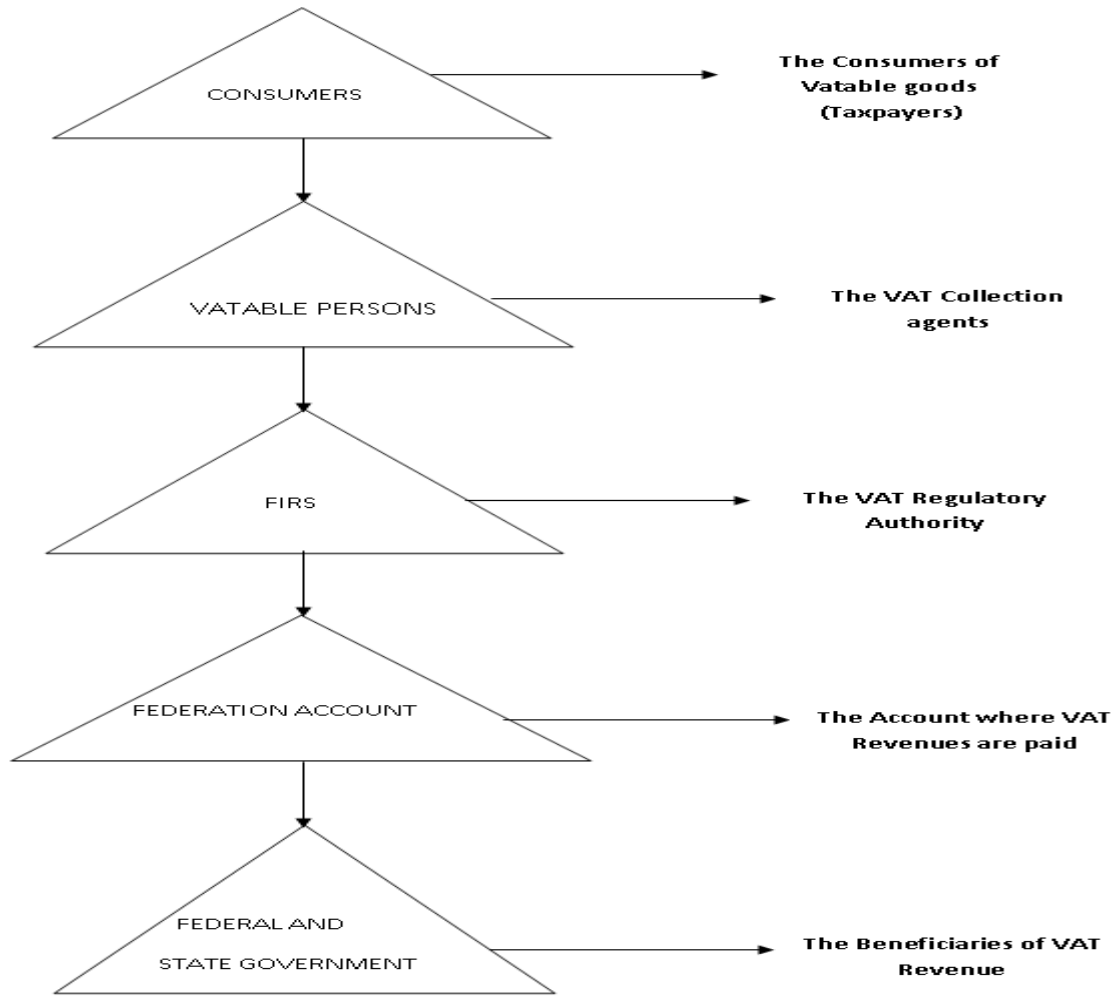 CONSUMERS
The Consumers of
Vatable goods
(Taxpayers)
VATABLE PERSONS
The VAT Collection
agents
FIRS
The VAT Regulatory
Authority
FEDERATION ACCOUNT
The Account where VAT
Revenues are paid
FEDERAL AND
STATE GOVERNMENT
The Beneficiaries of VAT
Revenue